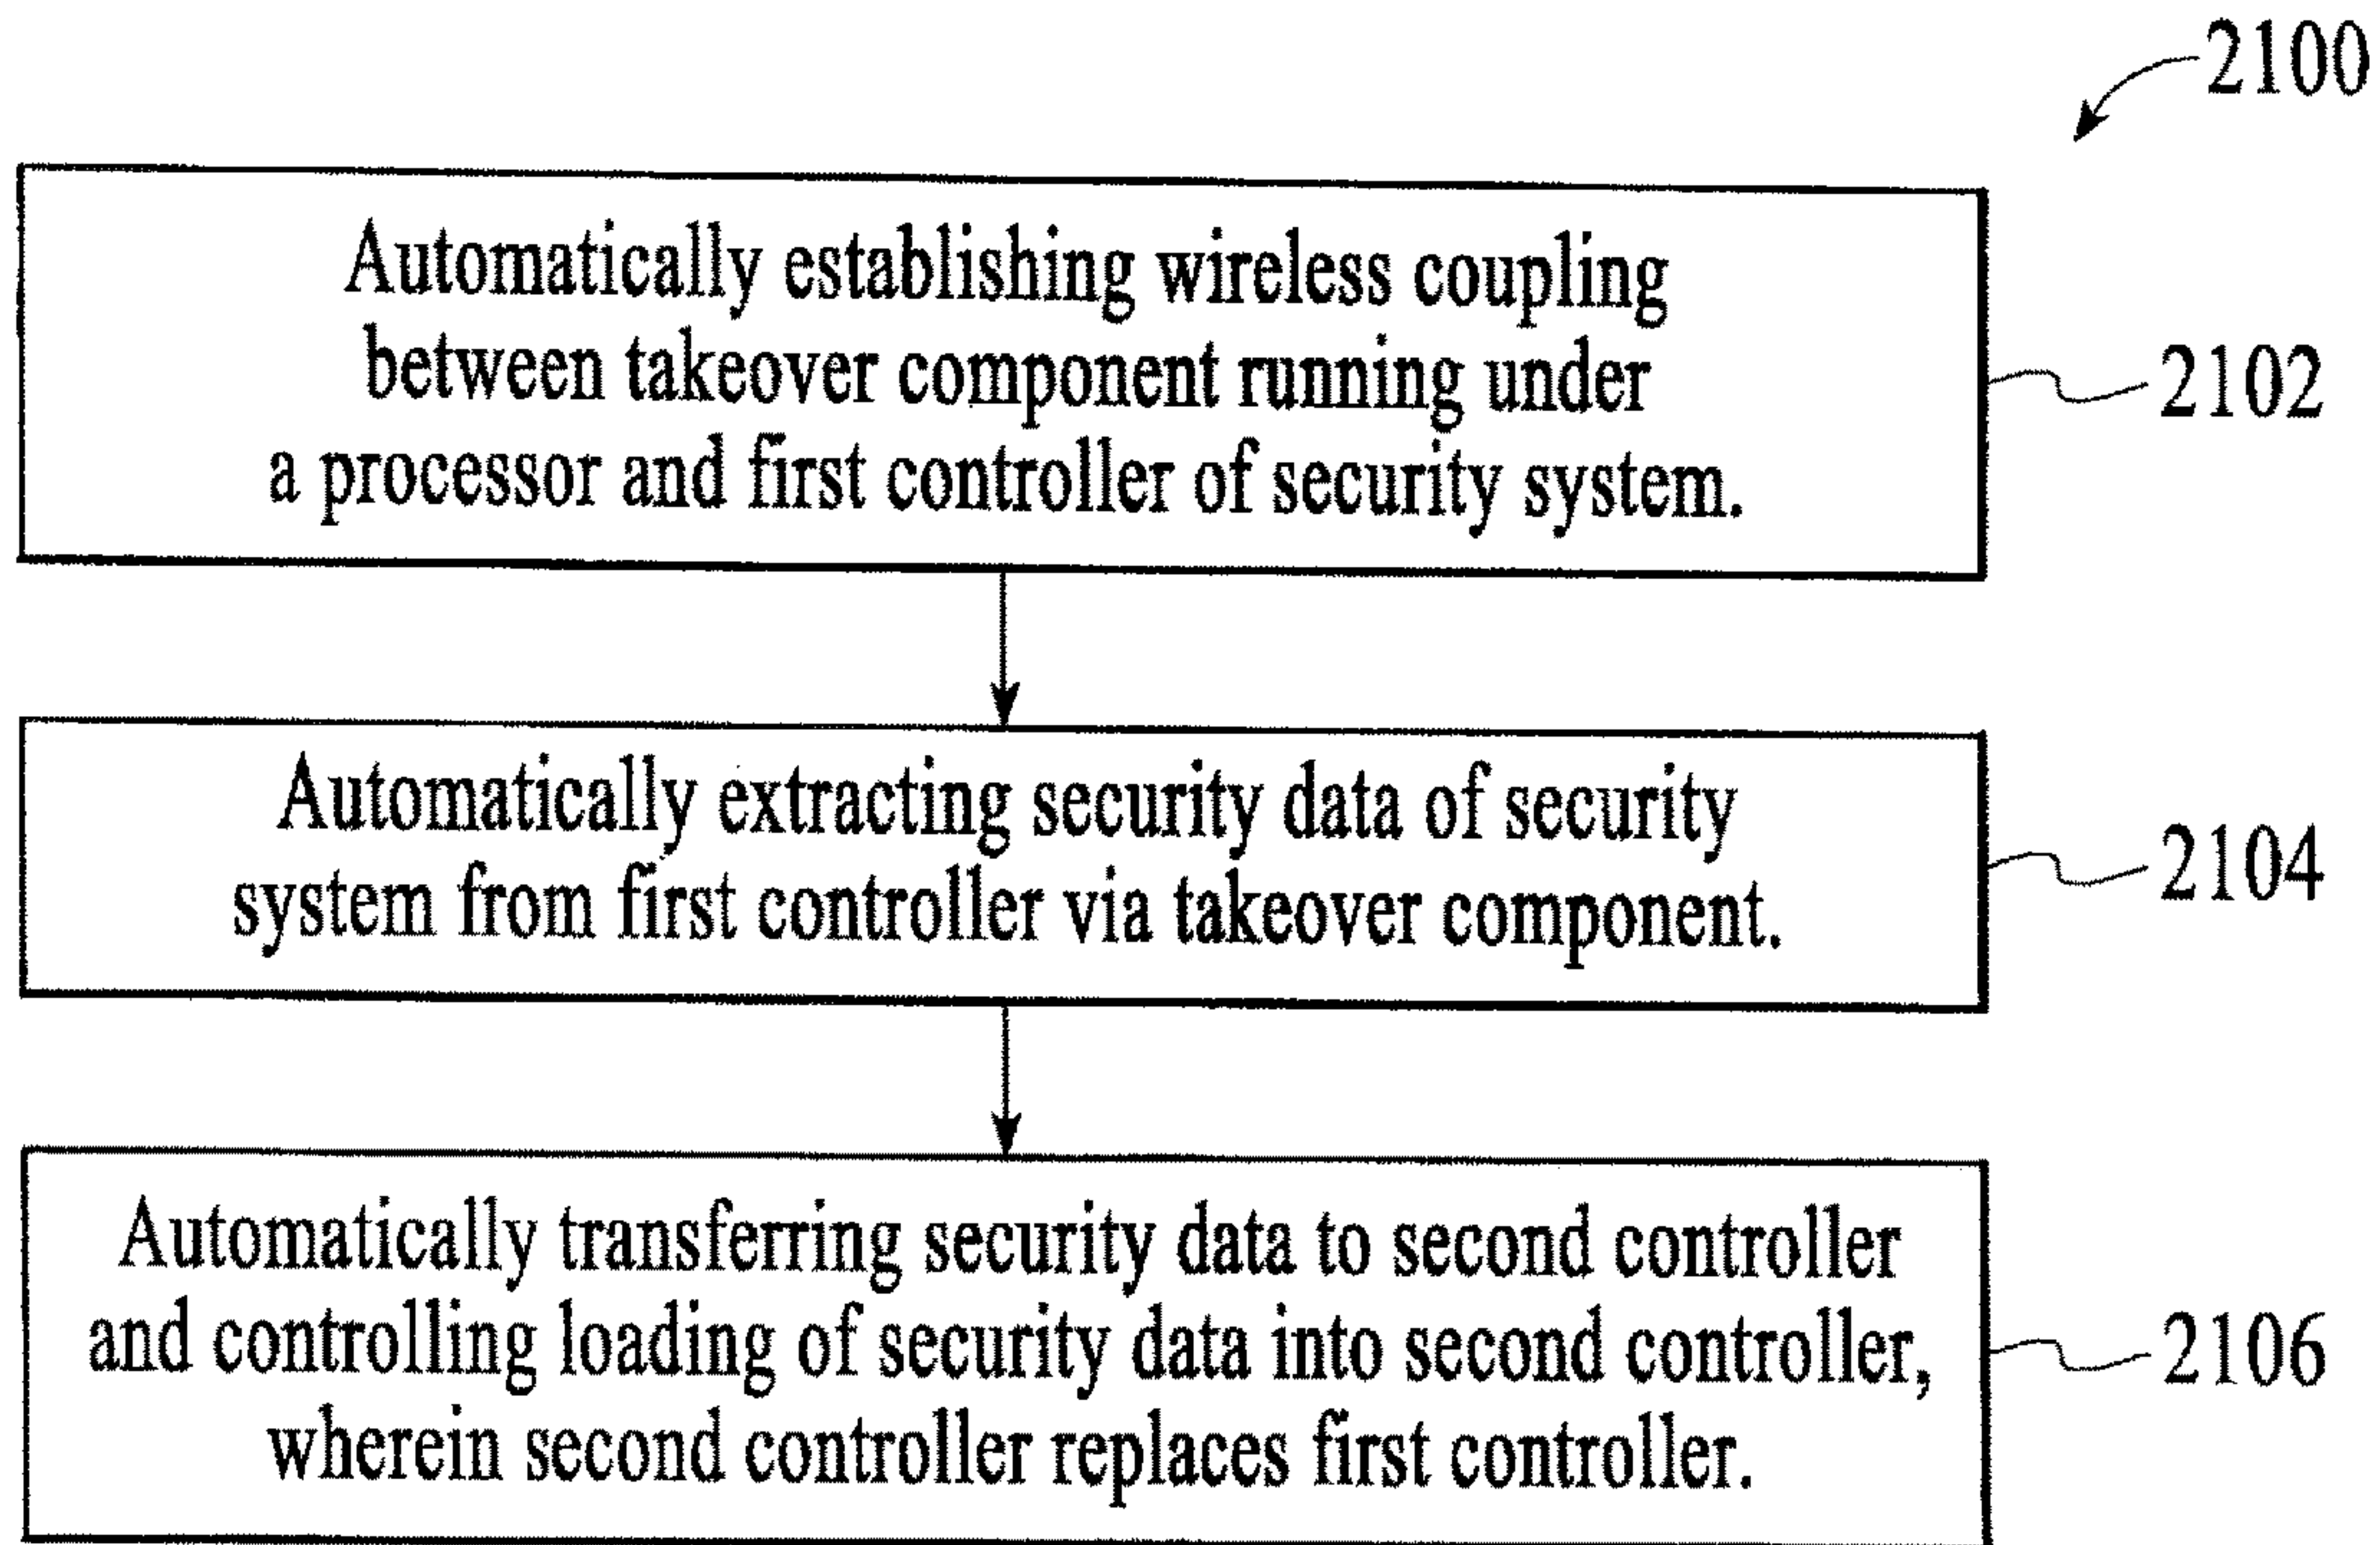 2100
Automatically establishing wireless coupling
between takeover component running under
a processor and first controller of security system.
2102
Automatically extracting security data of security
system from first controller via takeover component.
2104
Automatically transferring security data to second controller
and controlling loading of security data into second controller,
wherein second controller replaces first controller.
2106